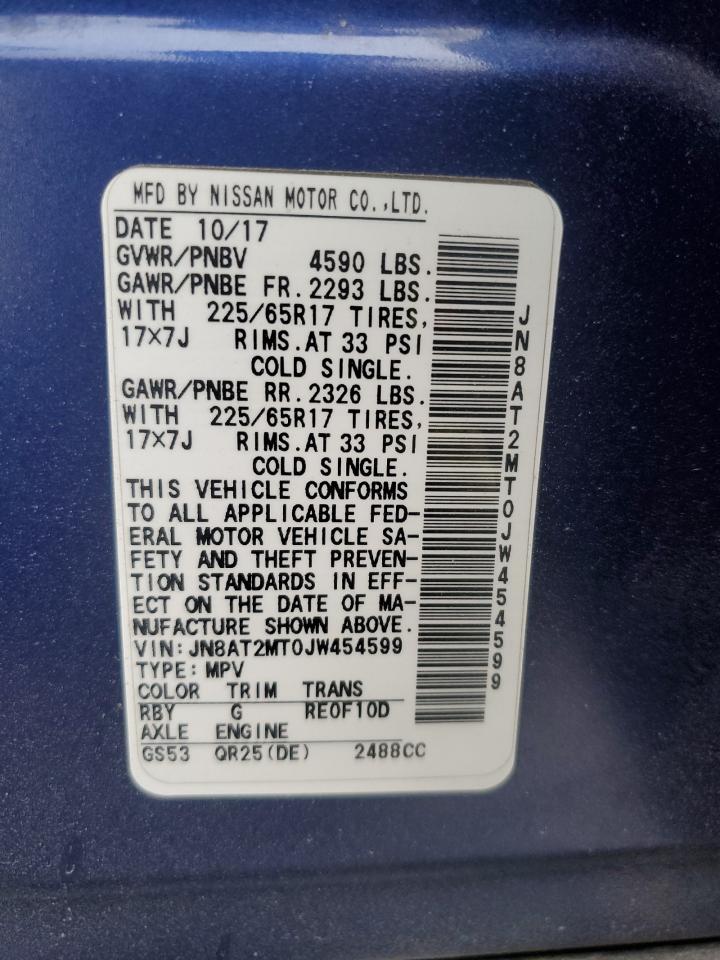 MFD BY NISSAN MOTOR CO.,LTD.
DATE 10/17
GVWR/PNBV 4590 LBS.
GAWR/PNBE FR. 2293 LBS.
WITH 225/65R17 TIRES,
17×7J RIMS.AT 33 PSI
COLD SINGLE.
GAWR/PNBE RR. 2326 LBS.
WITH 225/65R17 TIRES,
17×7J RIMS.AT 33 PSI
COLD SINGLE.
THIS VEHICLE CONFORMS
TO ALL APPLICABLE FED-
ERAL MOTOR VEHICLE SA-
FETY AND THEFT PREVEN-
TION STANDARDS IN EFF-
ECT ON THE DATE OF MA-
NUFACTURE SHOWN ABOVE.
VIN: JN8AT2MT0JW454599
TYPE: MPV
COLOR TRIM TRANS
RBY G RE0F10D
AXLE ENGINE
GS53 QR25(DE) 2488CC
JN8AT2MT0JW454599